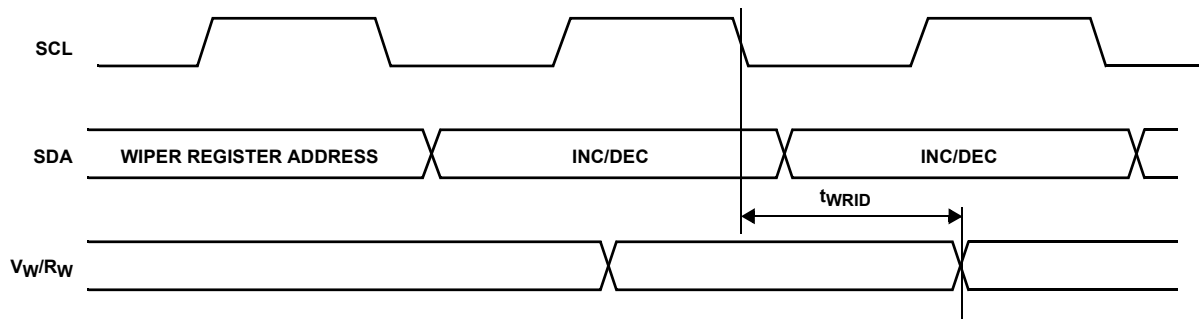 SCL
SDA WIPER REGISTER ADDRESS INC/DEC INC/DEC
tWRID
VW/RW